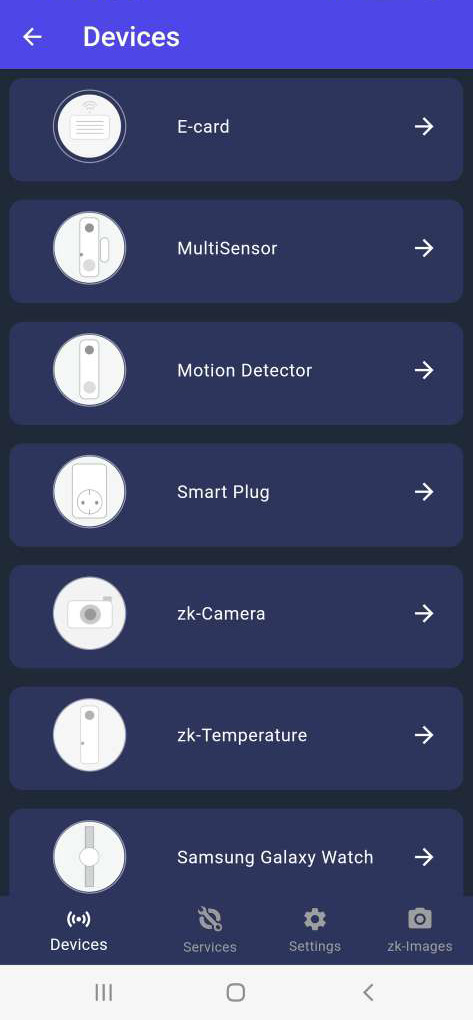 Devices
E-card
MultiSensor
Motion Detector
Smart Plug
zk-Camera
zk-Temperature
Samsung Galaxy Watch
Devices
Services
Settings
zk-Images